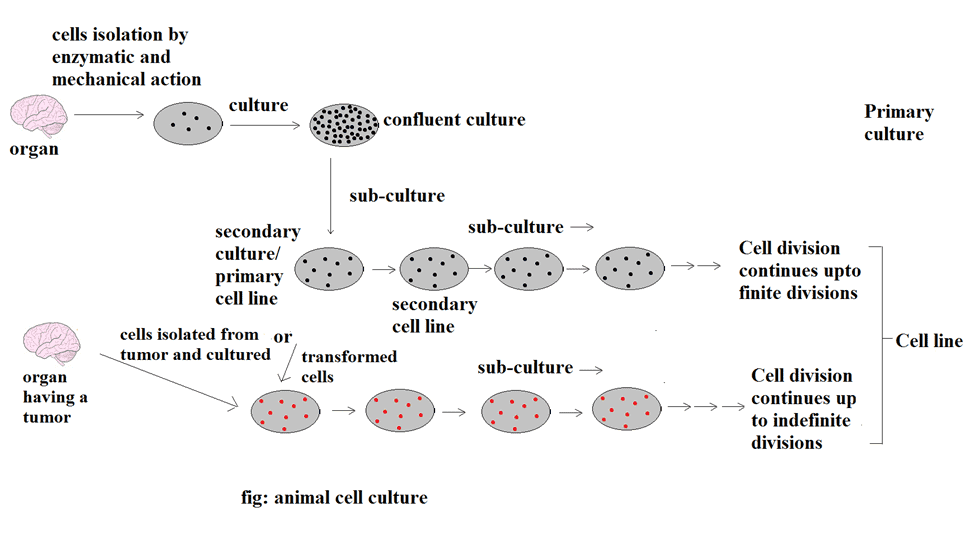 cells isolation by
enzymatic and
mechanical action
organ
culture
confluent culture
Primary
culture
sub-culture
secondary
culture/
primary
cell line
secondary
cell line
sub-culture
Cell division
continues upto
finite divisions
Cell line
organ
having a
tumor
cells isolated from
tumor and cultured
or
transformed
cells
sub-culture
Cell division
continues up
to indefinite
divisions
fig: animal cell culture